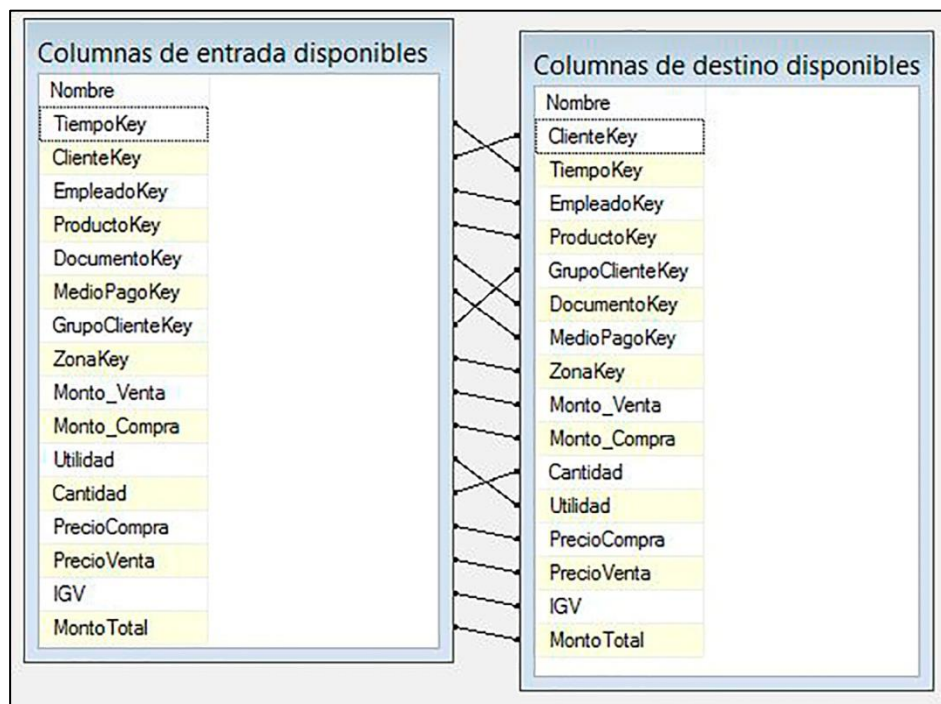 Columnas de entrada disponibles
Nombre
TiempoKey
ClienteKey
EmpleadoKey
ProductoKey
DocumentoKey
MedioPagoKey
GrupoClienteKey
ZonaKey
Monto_Venta
Monto_Compra
Utilidad
Cantidad
PrecioCompra
PrecioVenta
IGV
MontoTotal
Columnas de destino disponibles
Nombre
ClienteKey
TiempoKey
EmpleadoKey
ProductoKey
GrupoClienteKey
DocumentoKey
MedioPagoKey
ZonaKey
Monto_Venta
Monto_Compra
Cantidad
Utilidad
PrecioCompra
PrecioVenta
IGV
MontoTotal